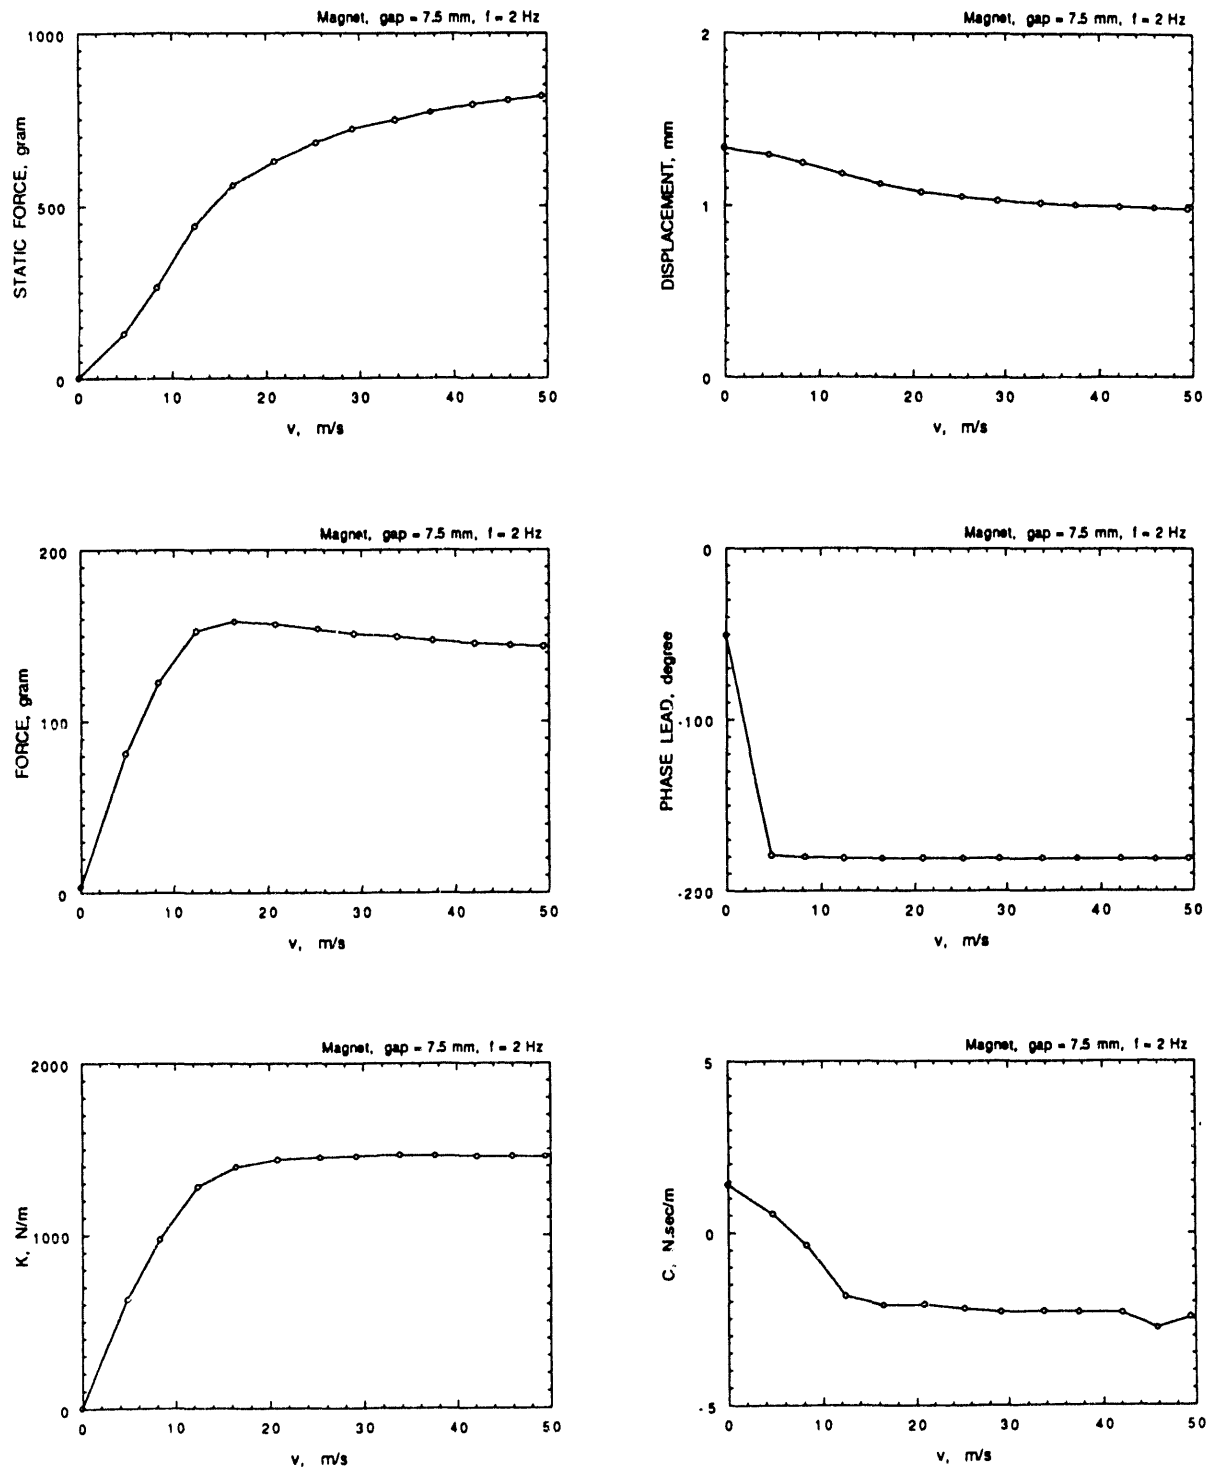 Magnet, gap = 7.5 mm, f = 2 Hz
1000
500
0
0 10 20 30 40 50
STATIC FORCE, gram
v, m/s
Magnet, gap = 7.5 mm, f = 2 Hz
2
1
0
0 10 20 30 40 50
DISPLACEMENT, mm
v, m/s
Magnet, gap = 7.5 mm, f = 2 Hz
200
100
0
0 10 20 30 40 50
FORCE, gram
v, m/s
Magnet, gap = 7.5 mm, f = 2 Hz
0
-100
-200
0 10 20 30 40 50
PHASE LEAD, degree
v, m/s
Magnet, gap = 7.5 mm, f = 2 Hz
2000
1000
0
0 10 20 30 40 50
K, N/m
v, m/s
Magnet, gap = 7.5 mm, f = 2 Hz
5
0
-5
0 10 20 30 40 50
C, N.sec/m
v, m/s